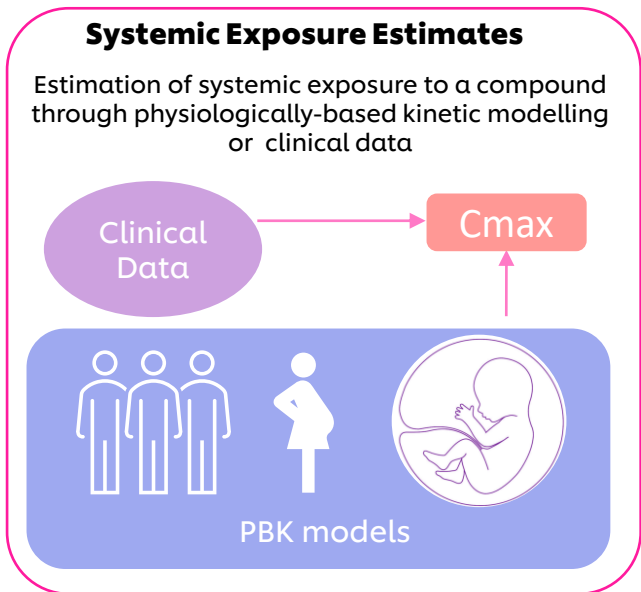 Systemic Exposure Estimates
Estimation of systemic exposure to a compound
through physiologically-based kinetic modelling
or clinical data
Clinical
Data
Cmax
PBK models